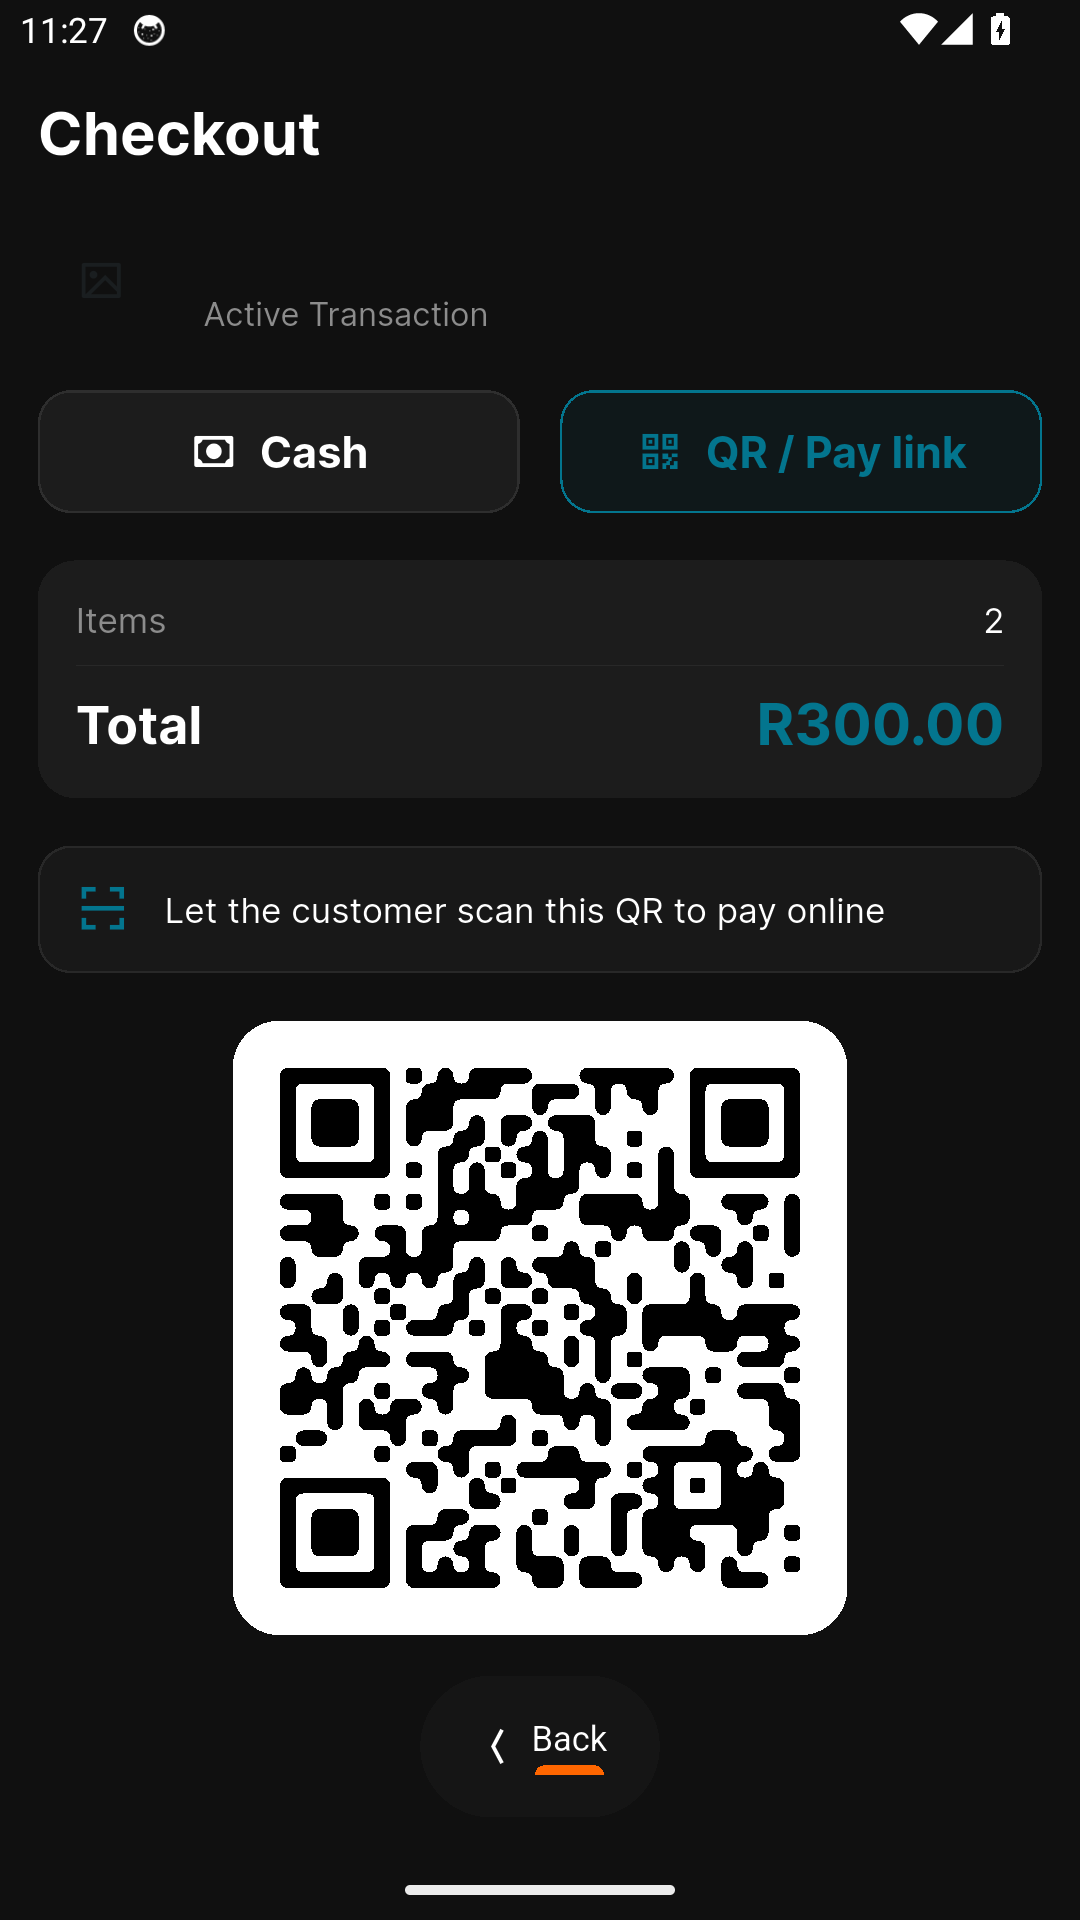 11:27
Checkout
Active Transaction
Cash
QR / Pay link
Items 2
Total R300.00
Let the customer scan this QR to pay online
Back